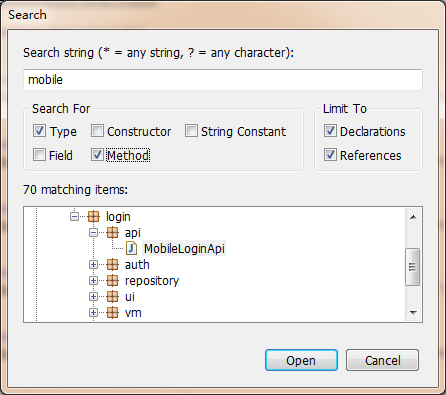 Search
Search string (* = any string, ? = any character):
mobile
Search For
Limit To
Type Constructor String Constant
Declarations
Field Method
References
70 matching items:
login
api
MobileLoginApi
auth
repository
ui
vm
Open Cancel